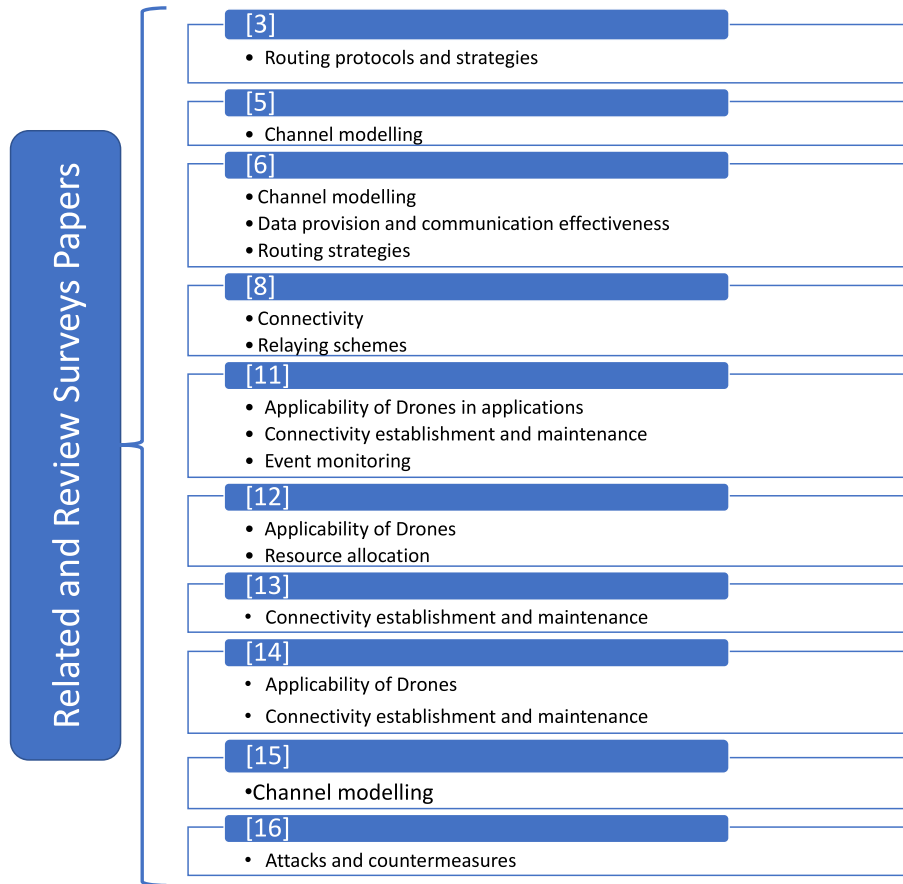 Related and Review Surveys Papers
[3]
• Routing protocols and strategies
[5]
• Channel modelling
[6]
• Channel modelling
• Data provision and communication effectiveness
• Routing strategies
[8]
• Connectivity
• Relaying schemes
[11]
• Applicability of Drones in applications
• Connectivity establishment and maintenance
• Event monitoring
[12]
• Applicability of Drones
• Resource allocation
[13]
• Connectivity establishment and maintenance
[14]
• Applicability of Drones
• Connectivity establishment and maintenance
[15]
•Channel modelling
[16]
• Attacks and countermeasures